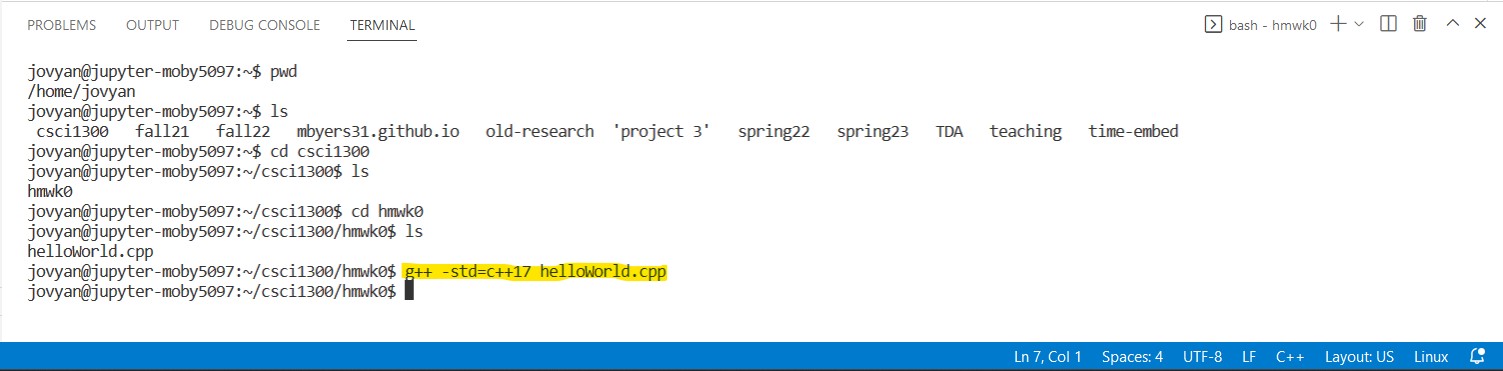 PROBLEMS OUTPUT DEBUG CONSOLE TERMINAL bash - hmwk0
jovyan@jupyter-moby5097:~$ pwd
/home/jovyan
jovyan@jupyter-moby5097:~$ ls
csci1300 fall21 fall22 mbyers31.github.io old-research 'project 3' spring22 spring23 TDA teaching time-embed
jovyan@jupyter-moby5097:~$ cd csci1300
jovyan@jupyter-moby5097:~/csci1300$ ls
hmwk0
jovyan@jupyter-moby5097:~/csci1300$ cd hmwk0
jovyan@jupyter-moby5097:~/csci1300/hmwk0$ ls
helloWorld.cpp
jovyan@jupyter-moby5097:~/csci1300/hmwk0$ g++ -std=c++17 helloWorld.cpp
jovyan@jupyter-moby5097:~/csci1300/hmwk0$
Ln 7, Col 1 Spaces: 4 UTF-8 LF C++ Layout: US Linux